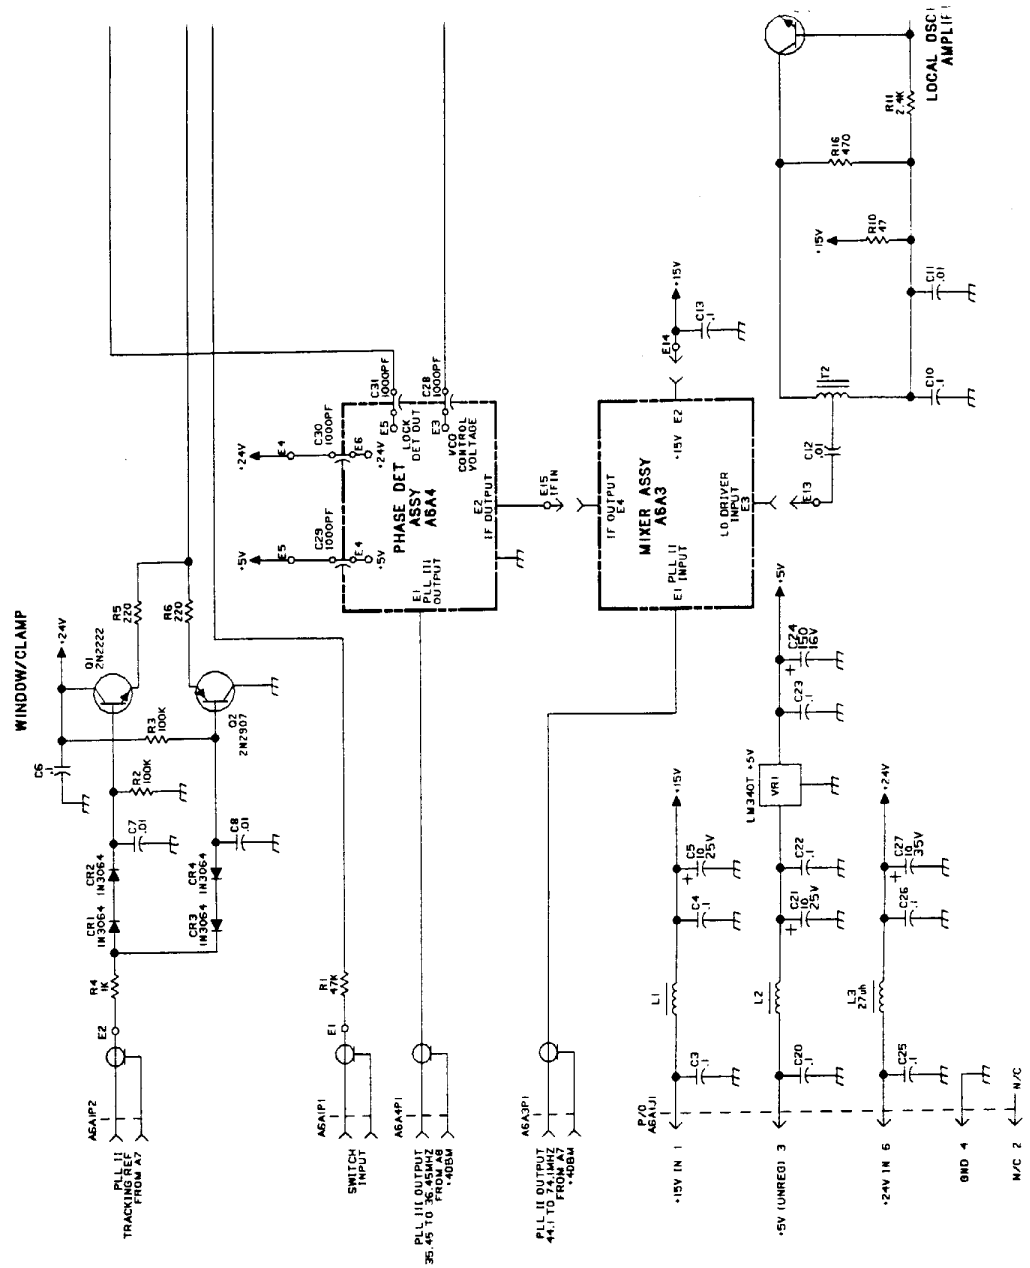 WINDOW/CLAMP
+24V
C6
.1
Q1
2N2222
R5
220
R6
220
R3
100K
Q2
2N2907
R2
100K
C7
.01
C8
.01
CR2
1N3064
CR4
1N3064
CR1
1N3064
CR3
1N3064
R4
1K
E2
A6A1P2
PLL II
TRACKING REF
FROM A7
R1
47K
E1
A6A1P1
SWITCH
INPUT
A6A4P1
PLL III OUTPUT
35.45 TO 36.45MHZ
FROM A8
+4DBM
A6A3P1
PLL II OUTPUT
44.1 TO 74.1MHZ
FROM A7
+4DBM
+24V
E4
C30
1000PF
E6
+24V
+5V
E5
C29
1000PF
E4
+5V
C31
1000PF
E5
LOCK
DET OUT
C28
1000PF
E3
VCO
CONTROL
VOLTAGE
PHASE DET
ASSY
A6A4
E1
PLL III
OUTPUT
E2
IF OUTPUT
E15
IF IN
IF OUTPUT
E4
MIXER ASSY
A6A3
E1
PLL II
INPUT
+15V E2
LO DRIVER
INPUT
E3
E14
+15V
C13
.1
E13
C12
.01
T2
C10
.1
C11
.01
+15V
R10
47
R16
470
R11
2.4K
LOCAL OSC
AMPLIF
P/O
A6A1J1
+15V IN 1
C3
.1
L1
C4
.1
C5
10
25V
+15V
+5V (UNREG) 3
C20
.1
L2
C21
10
25V
C22
.1
LM340T +5V
VR1
C23
.1
C24
150
16V
+5V
+24V IN 6
C25
.1
L3
27uh
C26
.1
C27
10
35V
+24V
GND 4
N/C 2
N/C